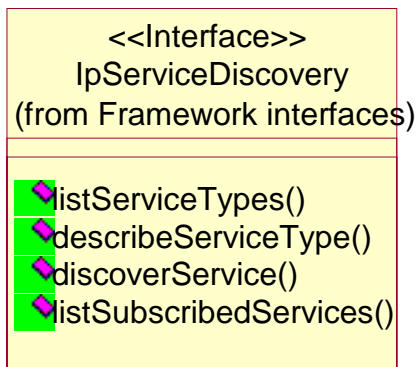 <<Interface>>
IpServiceDiscovery
(from Framework interfaces)
listServiceTypes()
describeServiceType()
discoverService()
listSubscribedServices()